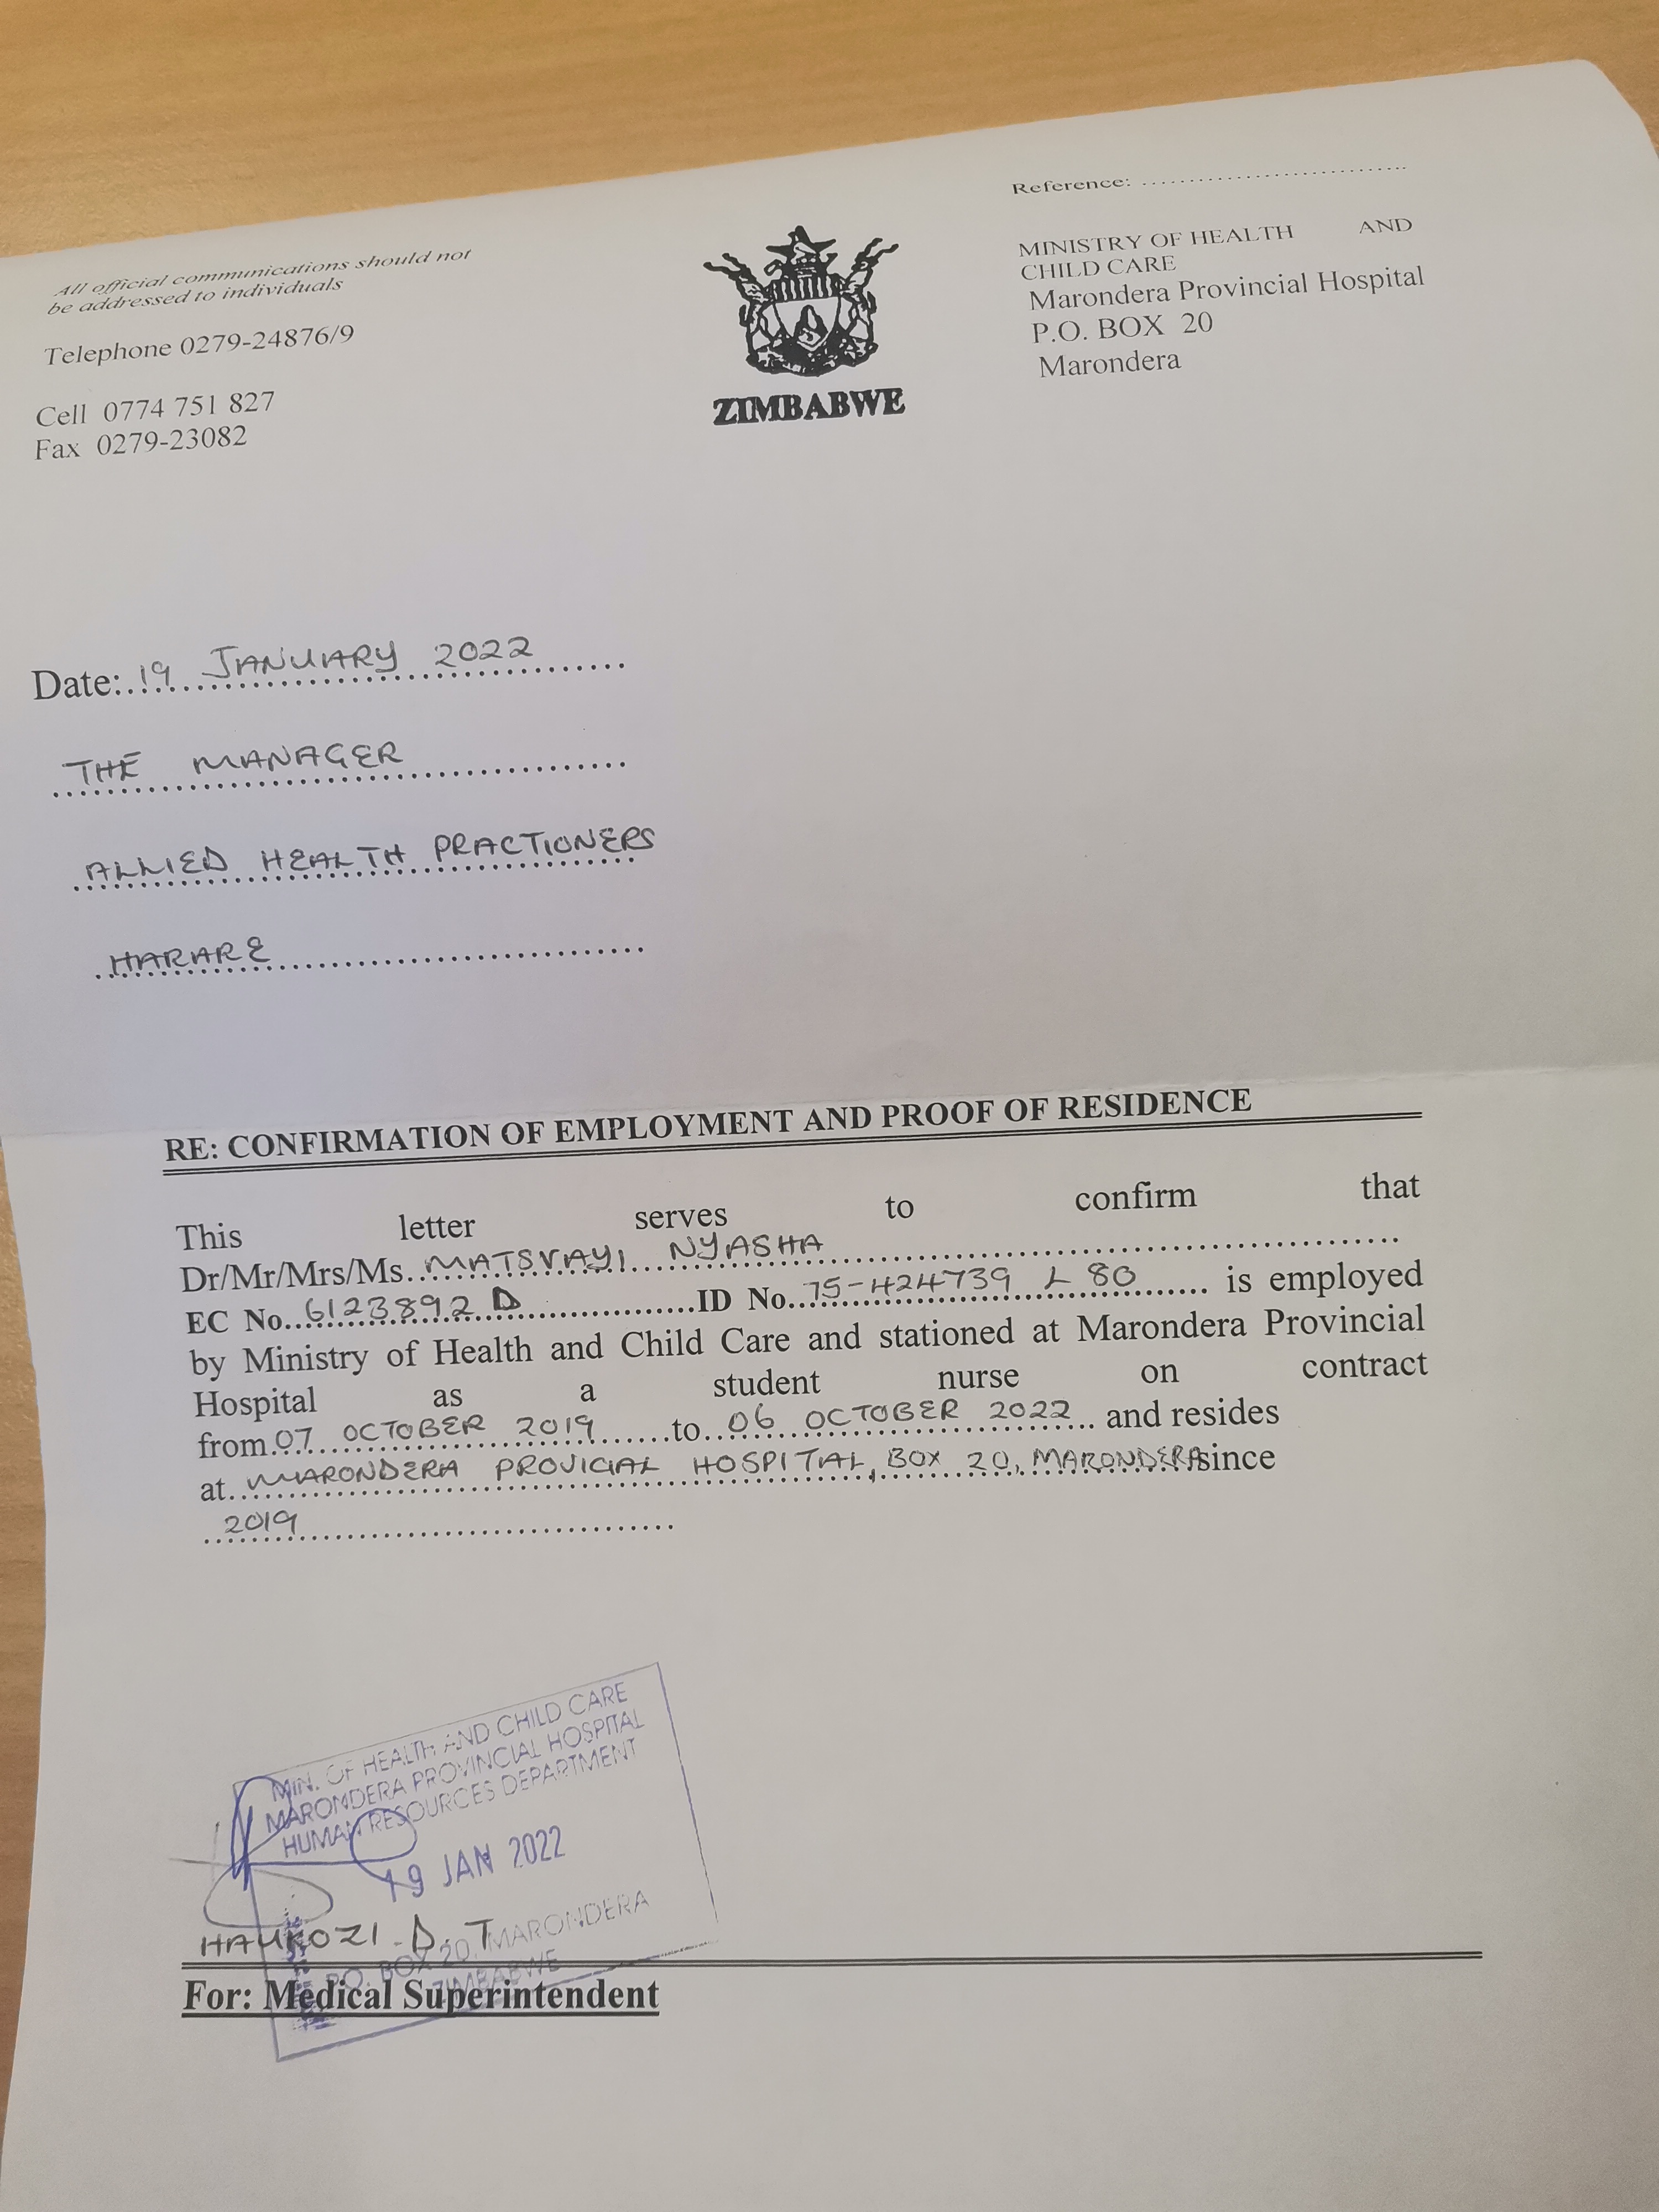 Reference: ................................
All official communications should not
be addressed to individuals
Telephone 0279-24876/9
Cell 0774 751 827
Fax 0279-23082
ZIMBABWE
MINISTRY OF HEALTH AND
CHILD CARE
Marondera Provincial Hospital
P.O. BOX 20
Marondera
Date: 19 JANUARY 2022
THE MANAGER
ALLIED HEALTH PRACTIONERS
HARARE
RE: CONFIRMATION OF EMPLOYMENT AND PROOF OF RESIDENCE
This letter serves to confirm that
Dr/Mr/Mrs/Ms. MATSVAYI NYASHA
EC No. 6123892 D ID No. 75-424739 L 80 is employed
by Ministry of Health and Child Care and stationed at Marondera Provincial
Hospital as a student nurse on contract
from 07 OCTOBER 2019 to 06 OCTOBER 2022 and resides
at MARONDERA PROVICIAL HOSPITAL, BOX 20, MARONDERA since
2019
MIN. OF HEALTH AND CHILD CARE
MARONDERA PROVINCIAL HOSPITAL
HUMAN RESOURCES DEPARTMENT
19 JAN 2022
D. T
P.O. BOX 20, MARONDERA
ZIMBABWE
For: Medical Superintendent